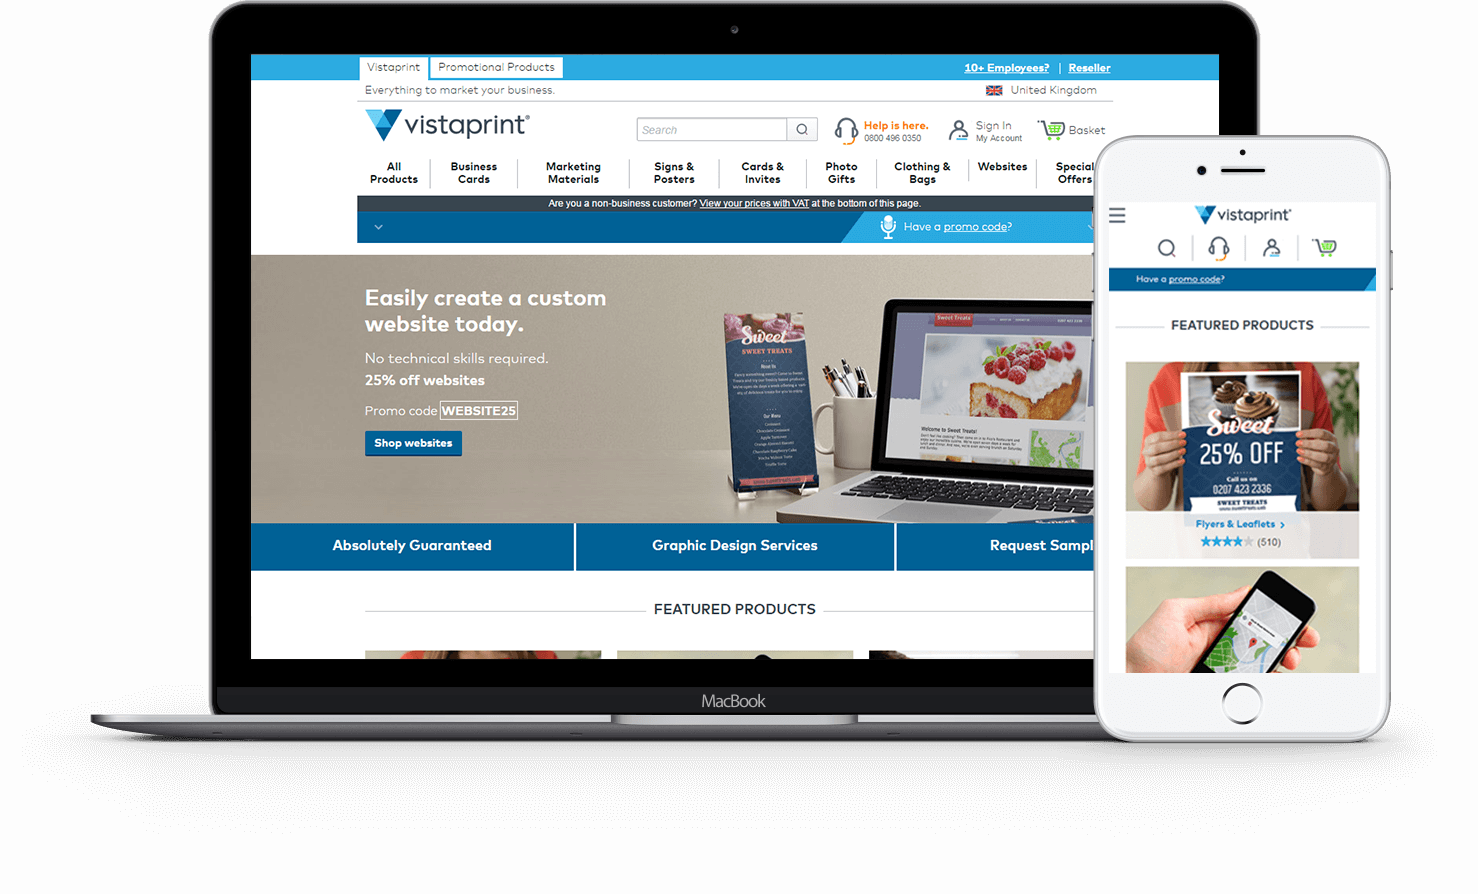 Vistaprint
Promotional Products
10+ Employees? | Reseller
Everything to market your business.
United Kingdom
vistaprint®
Search
Help is here.
0800 496 0350
Sign In
My Account
Basket
All
Products
Business
Cards
Marketing
Materials
Signs &
Posters
Cards &
Invites
Photo
Gifts
Clothing &
Bags
Websites
Special
Offers
Are you a non-business customer? View your prices with VAT at the bottom of this page.
Have a promo code?
Easily create a custom
website today.
No technical skills required.
25% off websites
Promo code WEBSITE25
Shop websites
Sweet
SWEET TREATS
About Us
Our Menu
Sweet Treats
Welcome to Sweet Treats!
Absolutely Guaranteed
Graphic Design Services
Request Sampl
FEATURED PRODUCTS
MacBook
vistaprint®
Have a promo code?
FEATURED PRODUCTS
Sweet
25% OFF
Call us on
0207 423 2336
SWEET TREATS
Flyers & Leaflets >
(510)